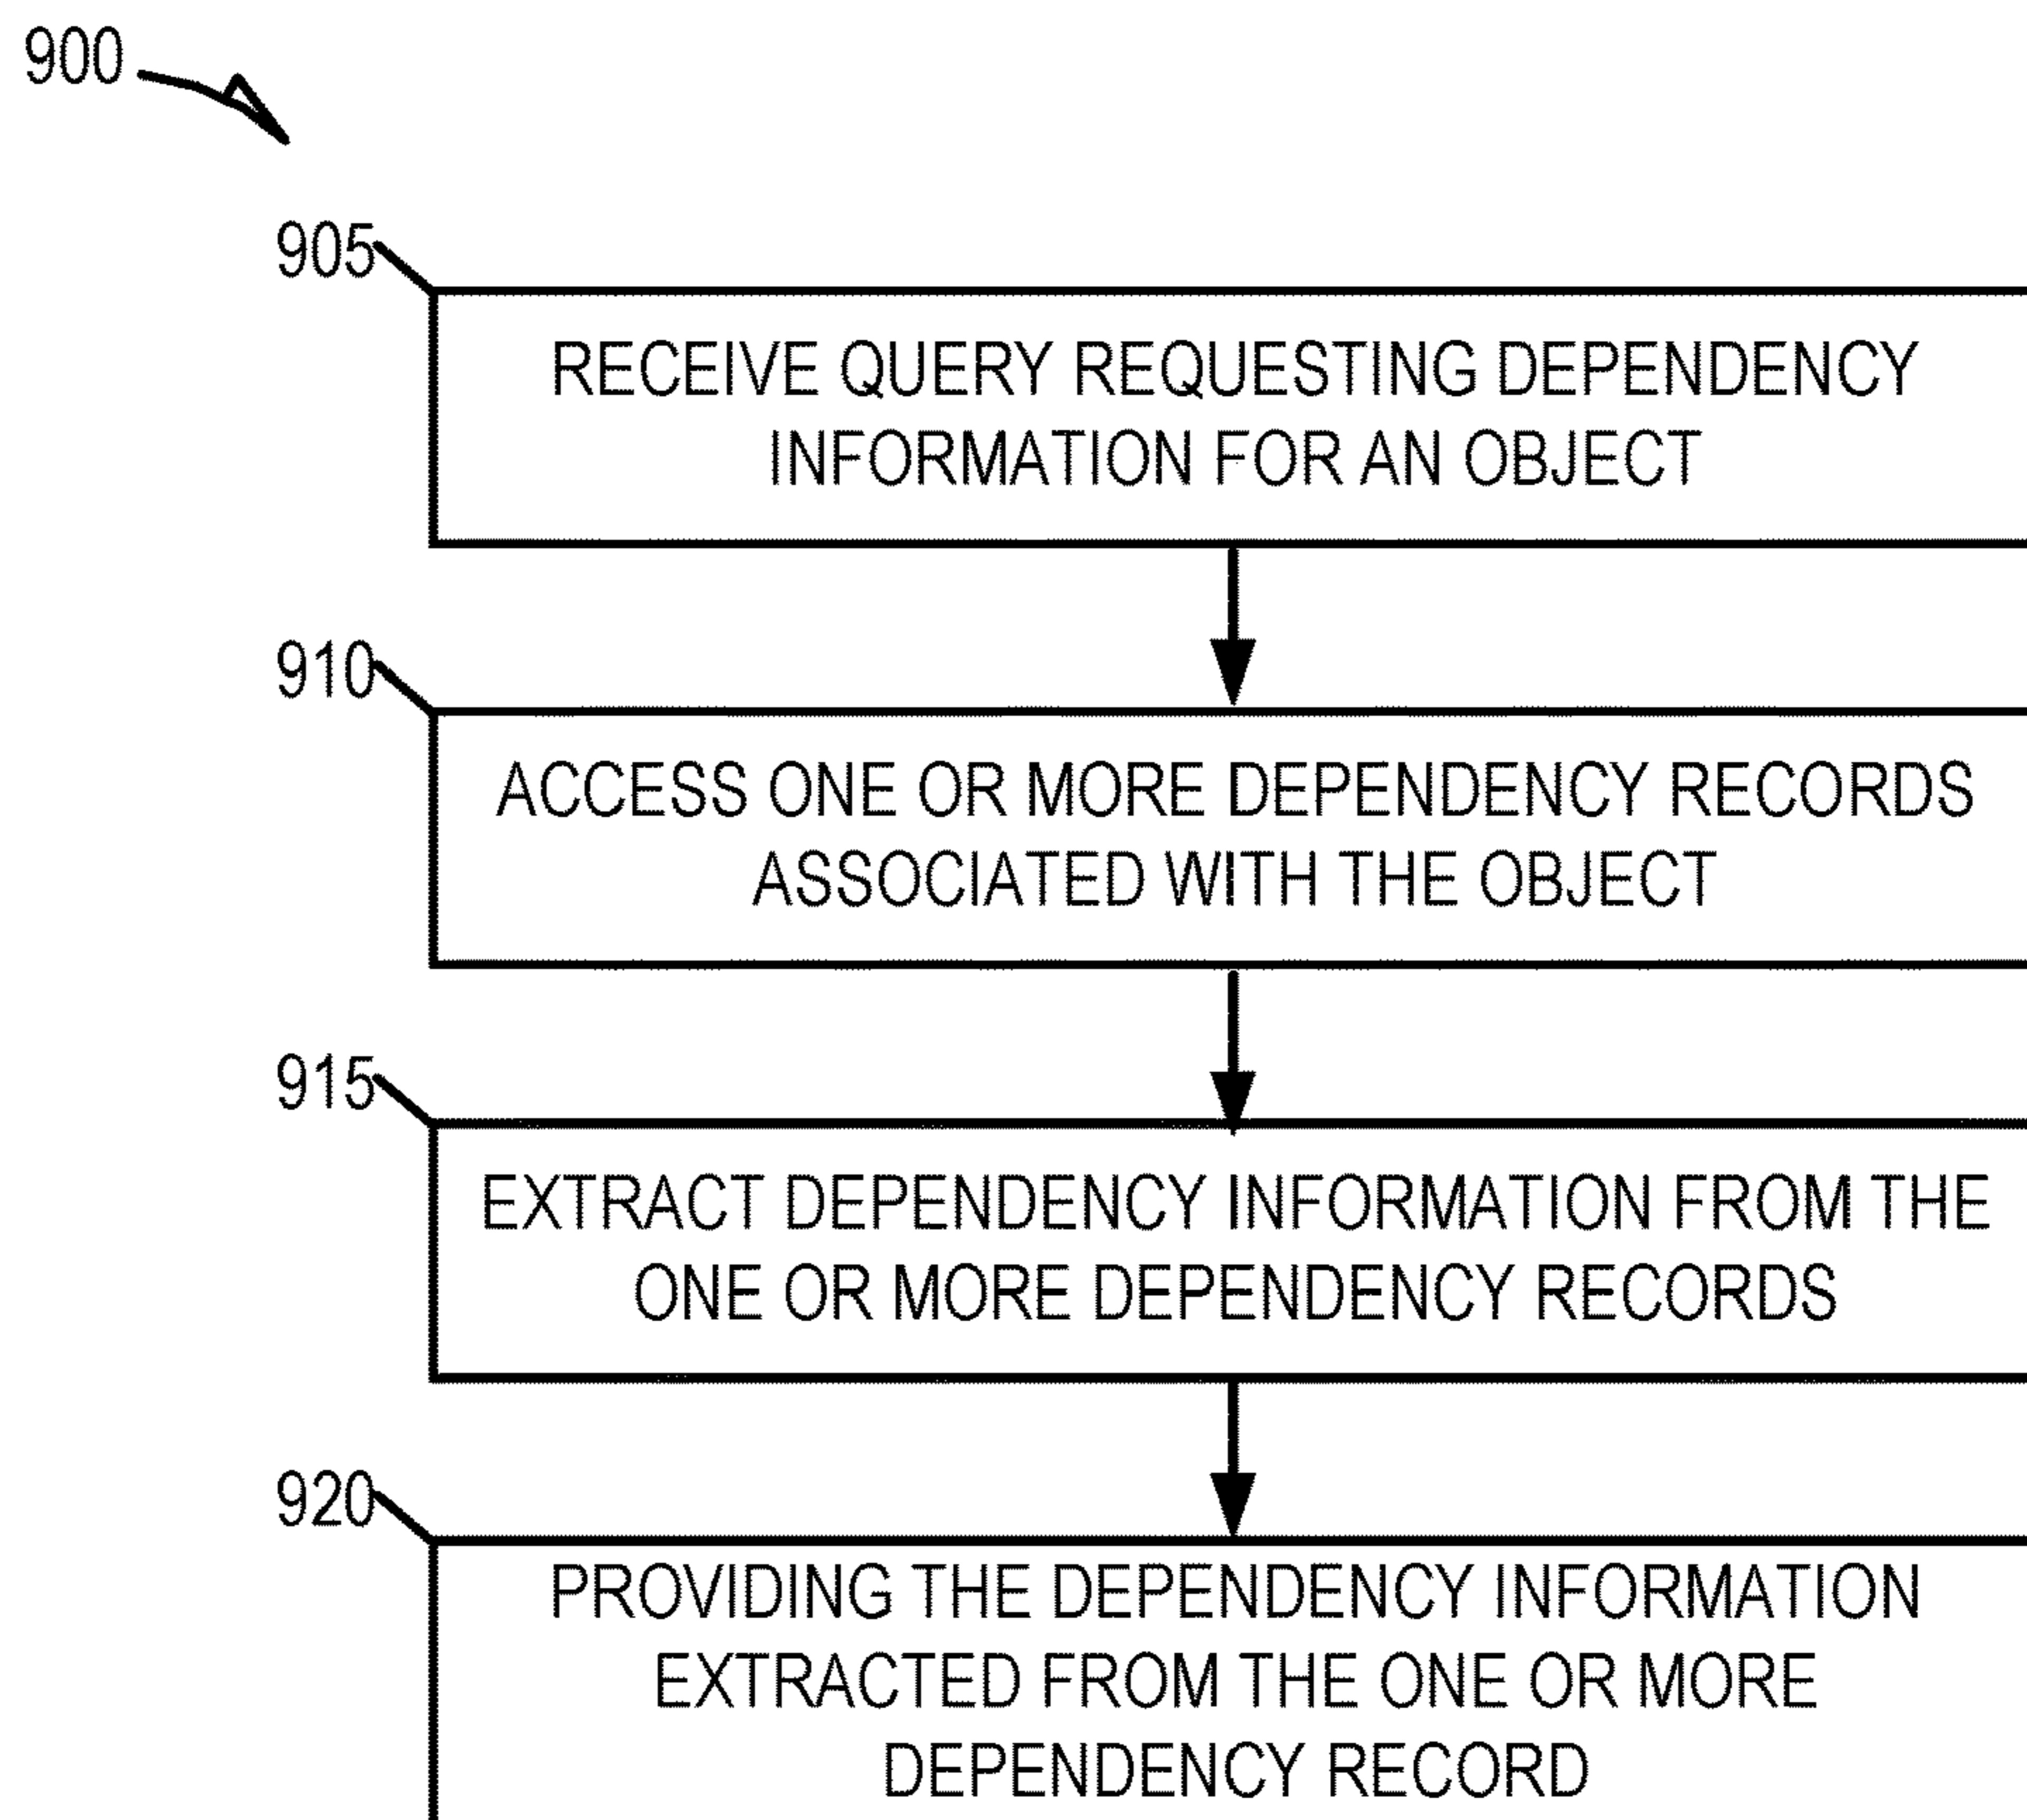 900
905
RECEIVE QUERY REQUESTING DEPENDENCY
INFORMATION FOR AN OBJECT
910
ACCESS ONE OR MORE DEPENDENCY RECORDS
ASSOCIATED WITH THE OBJECT
915
EXTRACT DEPENDENCY INFORMATION FROM THE
ONE OR MORE DEPENDENCY RECORDS
920
PROVIDING THE DEPENDENCY INFORMATION
EXTRACTED FROM THE ONE OR MORE
DEPENDENCY RECORD